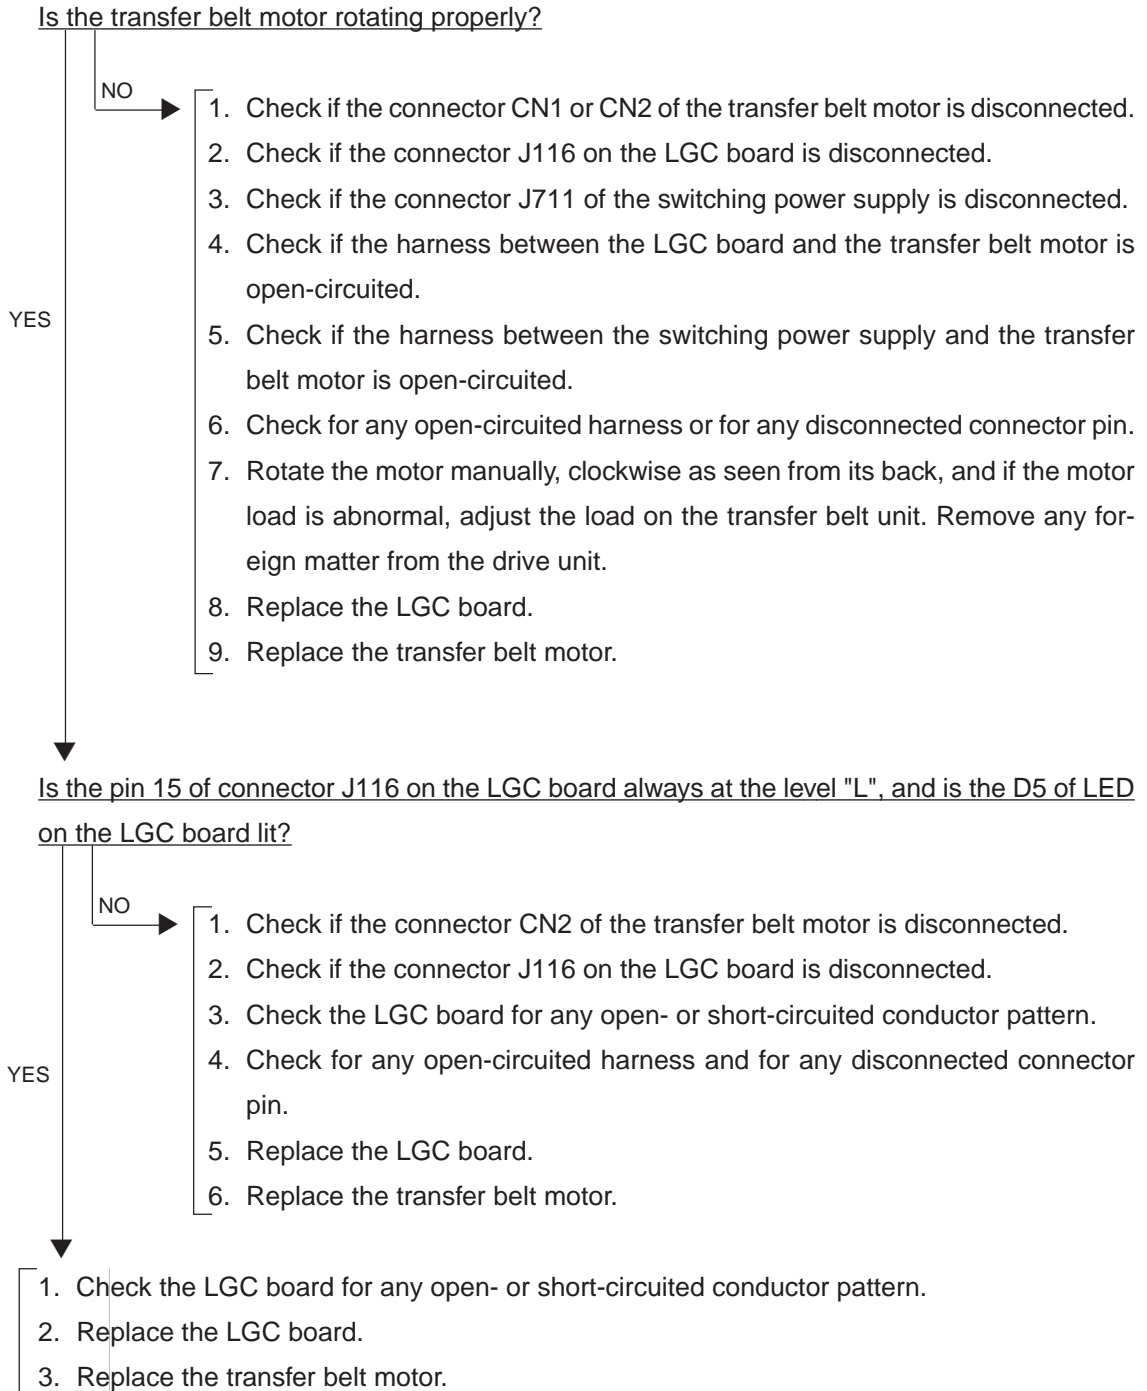 Is the transfer belt motor rotating properly?
NO
1. Check if the connector CN1 or CN2 of the transfer belt motor is disconnected.
2. Check if the connector J116 on the LGC board is disconnected.
3. Check if the connector J711 of the switching power supply is disconnected.
4. Check if the harness between the LGC board and the transfer belt motor is
open-circuited.
YES
5. Check if the harness between the switching power supply and the transfer
belt motor is open-circuited.
6. Check for any open-circuited harness or for any disconnected connector pin.
7. Rotate the motor manually, clockwise as seen from its back, and if the motor
load is abnormal, adjust the load on the transfer belt unit. Remove any for-
eign matter from the drive unit.
8. Replace the LGC board.
9. Replace the transfer belt motor.
Is the pin 15 of connector J116 on the LGC board always at the level "L", and is the D5 of LED
on the LGC board lit?
NO
1. Check if the connector CN2 of the transfer belt motor is disconnected.
2. Check if the connector J116 on the LGC board is disconnected.
3. Check the LGC board for any open- or short-circuited conductor pattern.
4. Check for any open-circuited harness and for any disconnected connector
YES
pin.
5. Replace the LGC board.
6. Replace the transfer belt motor.
1. Check the LGC board for any open- or short-circuited conductor pattern.
2. Replace the LGC board.
3. Replace the transfer belt motor.